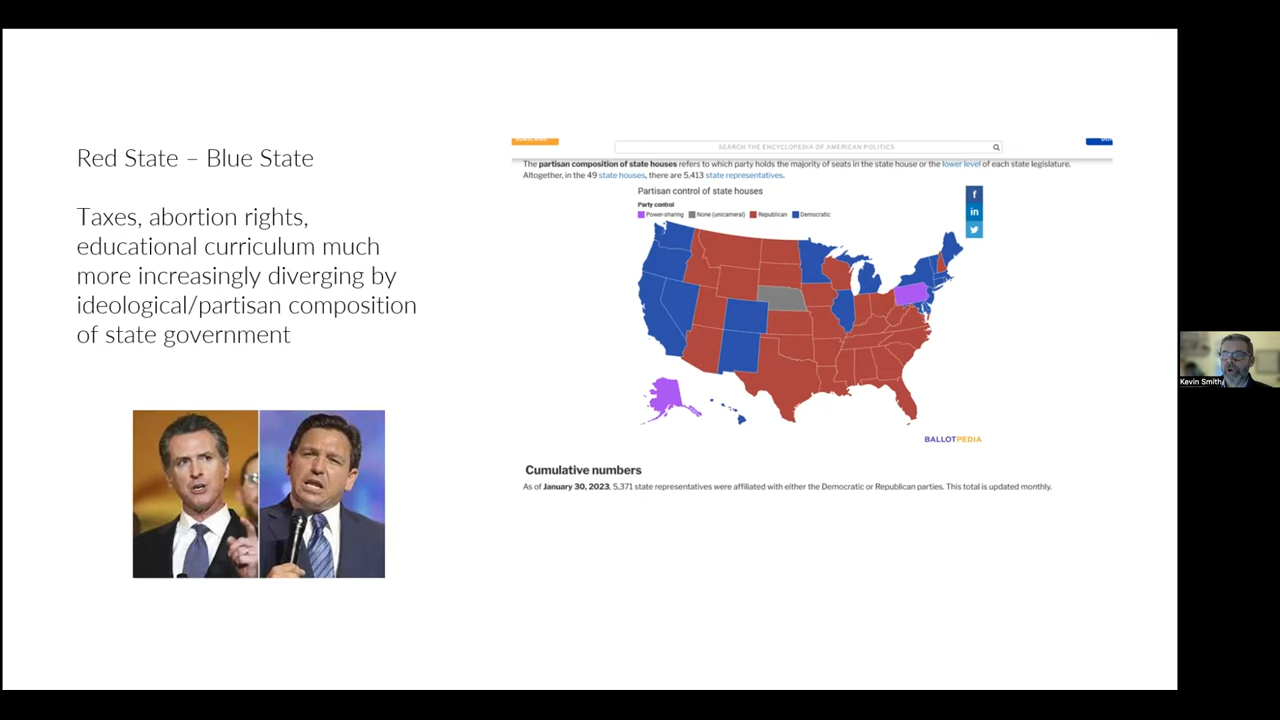 Red State – Blue State
Taxes, abortion rights,
educational curriculum much
more increasingly diverging by
ideological/partisan composition
of state government
SEARCH THE ENCYCLOPEDIA OF AMERICAN POLITICS
The partisan composition of state houses refers to which party holds the majority of seats in the state house or the lower level of each state legislature.
Altogether, in the 49 state houses, there are 5,413 state representatives.
Partisan control of state houses
Party control
Power-sharing None (unicameral) Republican Democratic
f
in
BALLOTPEDIA
Cumulative numbers
As of January 30, 2023, 5,371 state representatives were affiliated with either the Democratic or Republican parties. This total is updated monthly.
Kevin Smith